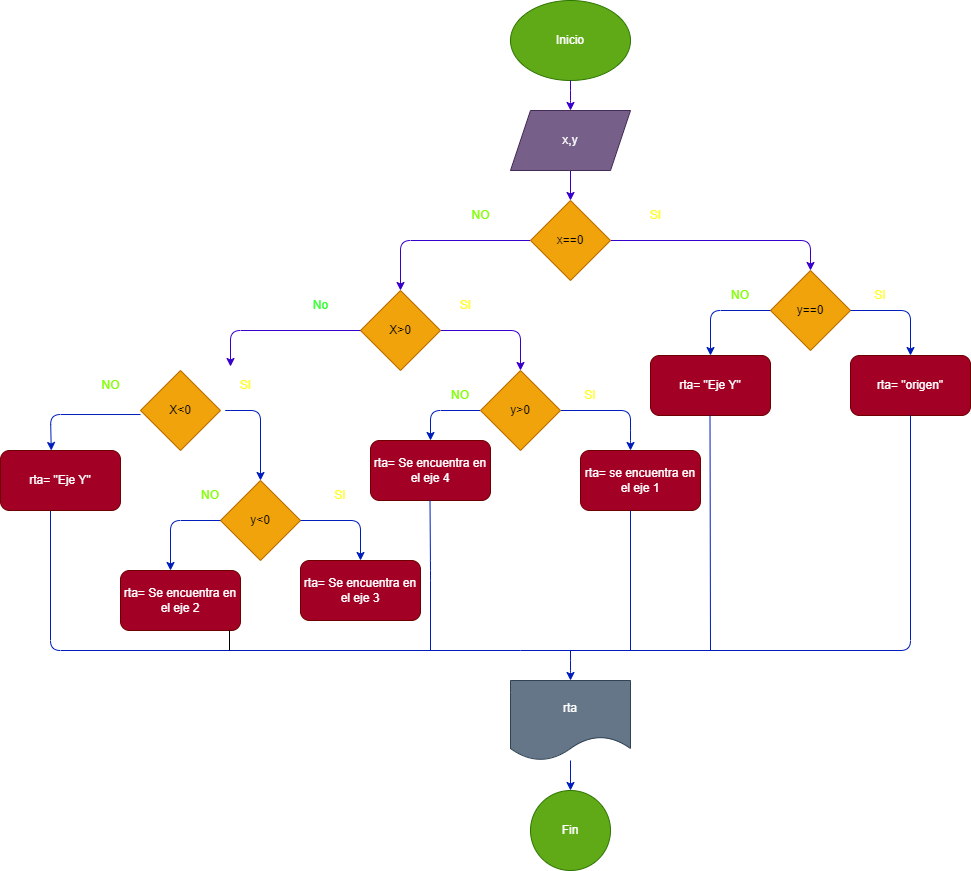 Inicio
x,y
NO
SI
x==0
No
SI
NO
SI
X>0
y==0
NO
SI
NO
SI
X<0
y>0
rta= "Eje Y"
rta= "origen"
rta= "Eje Y"
rta= Se encuentra en
el eje 4
rta= se encuentra en
el eje 1
NO
SI
y<0
rta= Se encuentra en
el eje 2
rta= Se encuentra en
el eje 3
rta
Fin